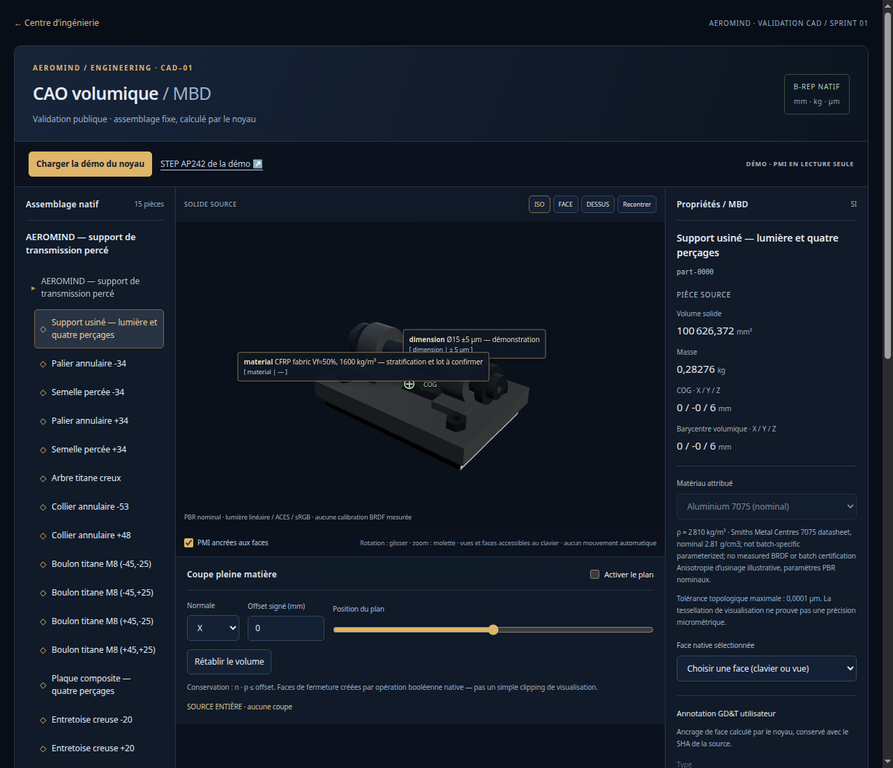 ← Centre d'ingénierie
AEROMIND · VALIDATION CAD / SPRINT 01
AEROMIND / ENGINEERING · CAD-01
CAO volumique / MBD
Validation publique · assemblage fixe, calculé par le noyau
B-REP NATIF
mm · kg · µm
Charger la démo du noyau
STEP AP242 de la démo ↗
DÉMO · PMI EN LECTURE SEULE
Assemblage natif
15 pièces
AEROMIND — support de
transmission percé
▸ AEROMIND — support de
transmission percé
◇ Support usiné — lumière et
quatre perçages
◇ Palier annulaire -34
◇ Semelle percée -34
◇ Palier annulaire +34
◇ Semelle percée +34
◇ Arbre titane creux
◇ Collier annulaire -53
◇ Collier annulaire +48
◇ Boulon titane M8 (-45,-25)
◇ Boulon titane M8 (-45,+25)
◇ Boulon titane M8 (+45,-25)
◇ Boulon titane M8 (+45,+25)
◇ Plaque composite —
quatre perçages
◇ Entretoise creuse -20
◇ Entretoise creuse +20
SOLIDE SOURCE
ISO
FACE
DESSUS
Recentrer
dimension Ø15 ±5 µm — démonstration
[ dimension | ± 5 µm ]
material CFRP fabric Vf≈50%, 1600 kg/m³ — stratification et lot à confirmer
[ material | — ]
COG
PBR nominal · lumière linéaire / ACES / sRGB · aucune calibration BRDF mesurée
PMI ancrées aux faces
Rotation : glisser · zoom : molette · vues et faces accessibles au clavier · aucun mouvement automatique
Coupe pleine matière
Activer le plan
Normale
Offset signé (mm)
Position du plan
X
0
Rétablir le volume
Conservation : n · p ≤ offset. Faces de fermeture créées par opération booléenne native — pas un simple clipping de visualisation.
SOURCE ENTIÈRE · aucune coupe
Propriétés / MBD
SI
Support usiné — lumière et quatre
perçages
part-0000
PIÈCE SOURCE
Volume solide
100 626,372 mm³
Masse
0,28276 kg
COG · X / Y / Z
0 / -0 / 6 mm
Barycentre volumique · X / Y / Z
0 / -0 / 6 mm
Matériau attribué
Aluminium 7075 (nominal)
ρ = 2 810 kg/m³ · Smiths Metal Centres 7075 datasheet,
nominal 2.81 g/cm3; not batch-specific
parameterized; no measured BRDF or batch certification
Anisotropie d'usinage illustrative, paramètres PBR
nominaux.
Tolérance topologique maximale : 0,0001 µm. La
tessellation de visualisation ne prouve pas une précision
micrométrique.
Face native sélectionnée
Choisir une face (clavier ou vue)
Annotation GD&T utilisateur
Ancrage de face calculé par le noyau, conservé avec le
SHA de la source.
Type